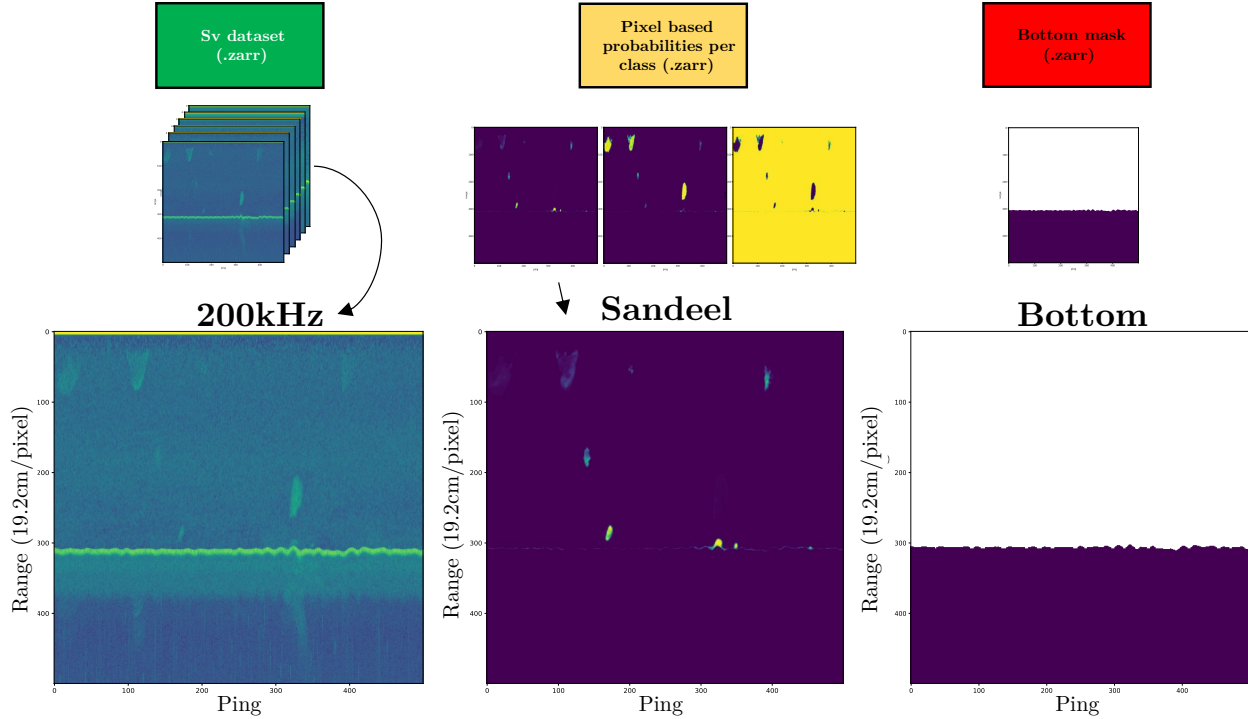 Sv dataset
(.zarr)
Pixel based
probabilities per
class (.zarr)
Bottom mask
(.zarr)
200kHz
Sandeel
Bottom
Range (19.2cm/pixel)
0
100
200
300
400
0
100
200
300
400
Ping
Range (19.2cm/pixel)
0
100
200
300
400
0
100
200
300
400
Ping
Range (19.2cm/pixel)
0
100
200
300
400
0
100
200
300
400
Ping